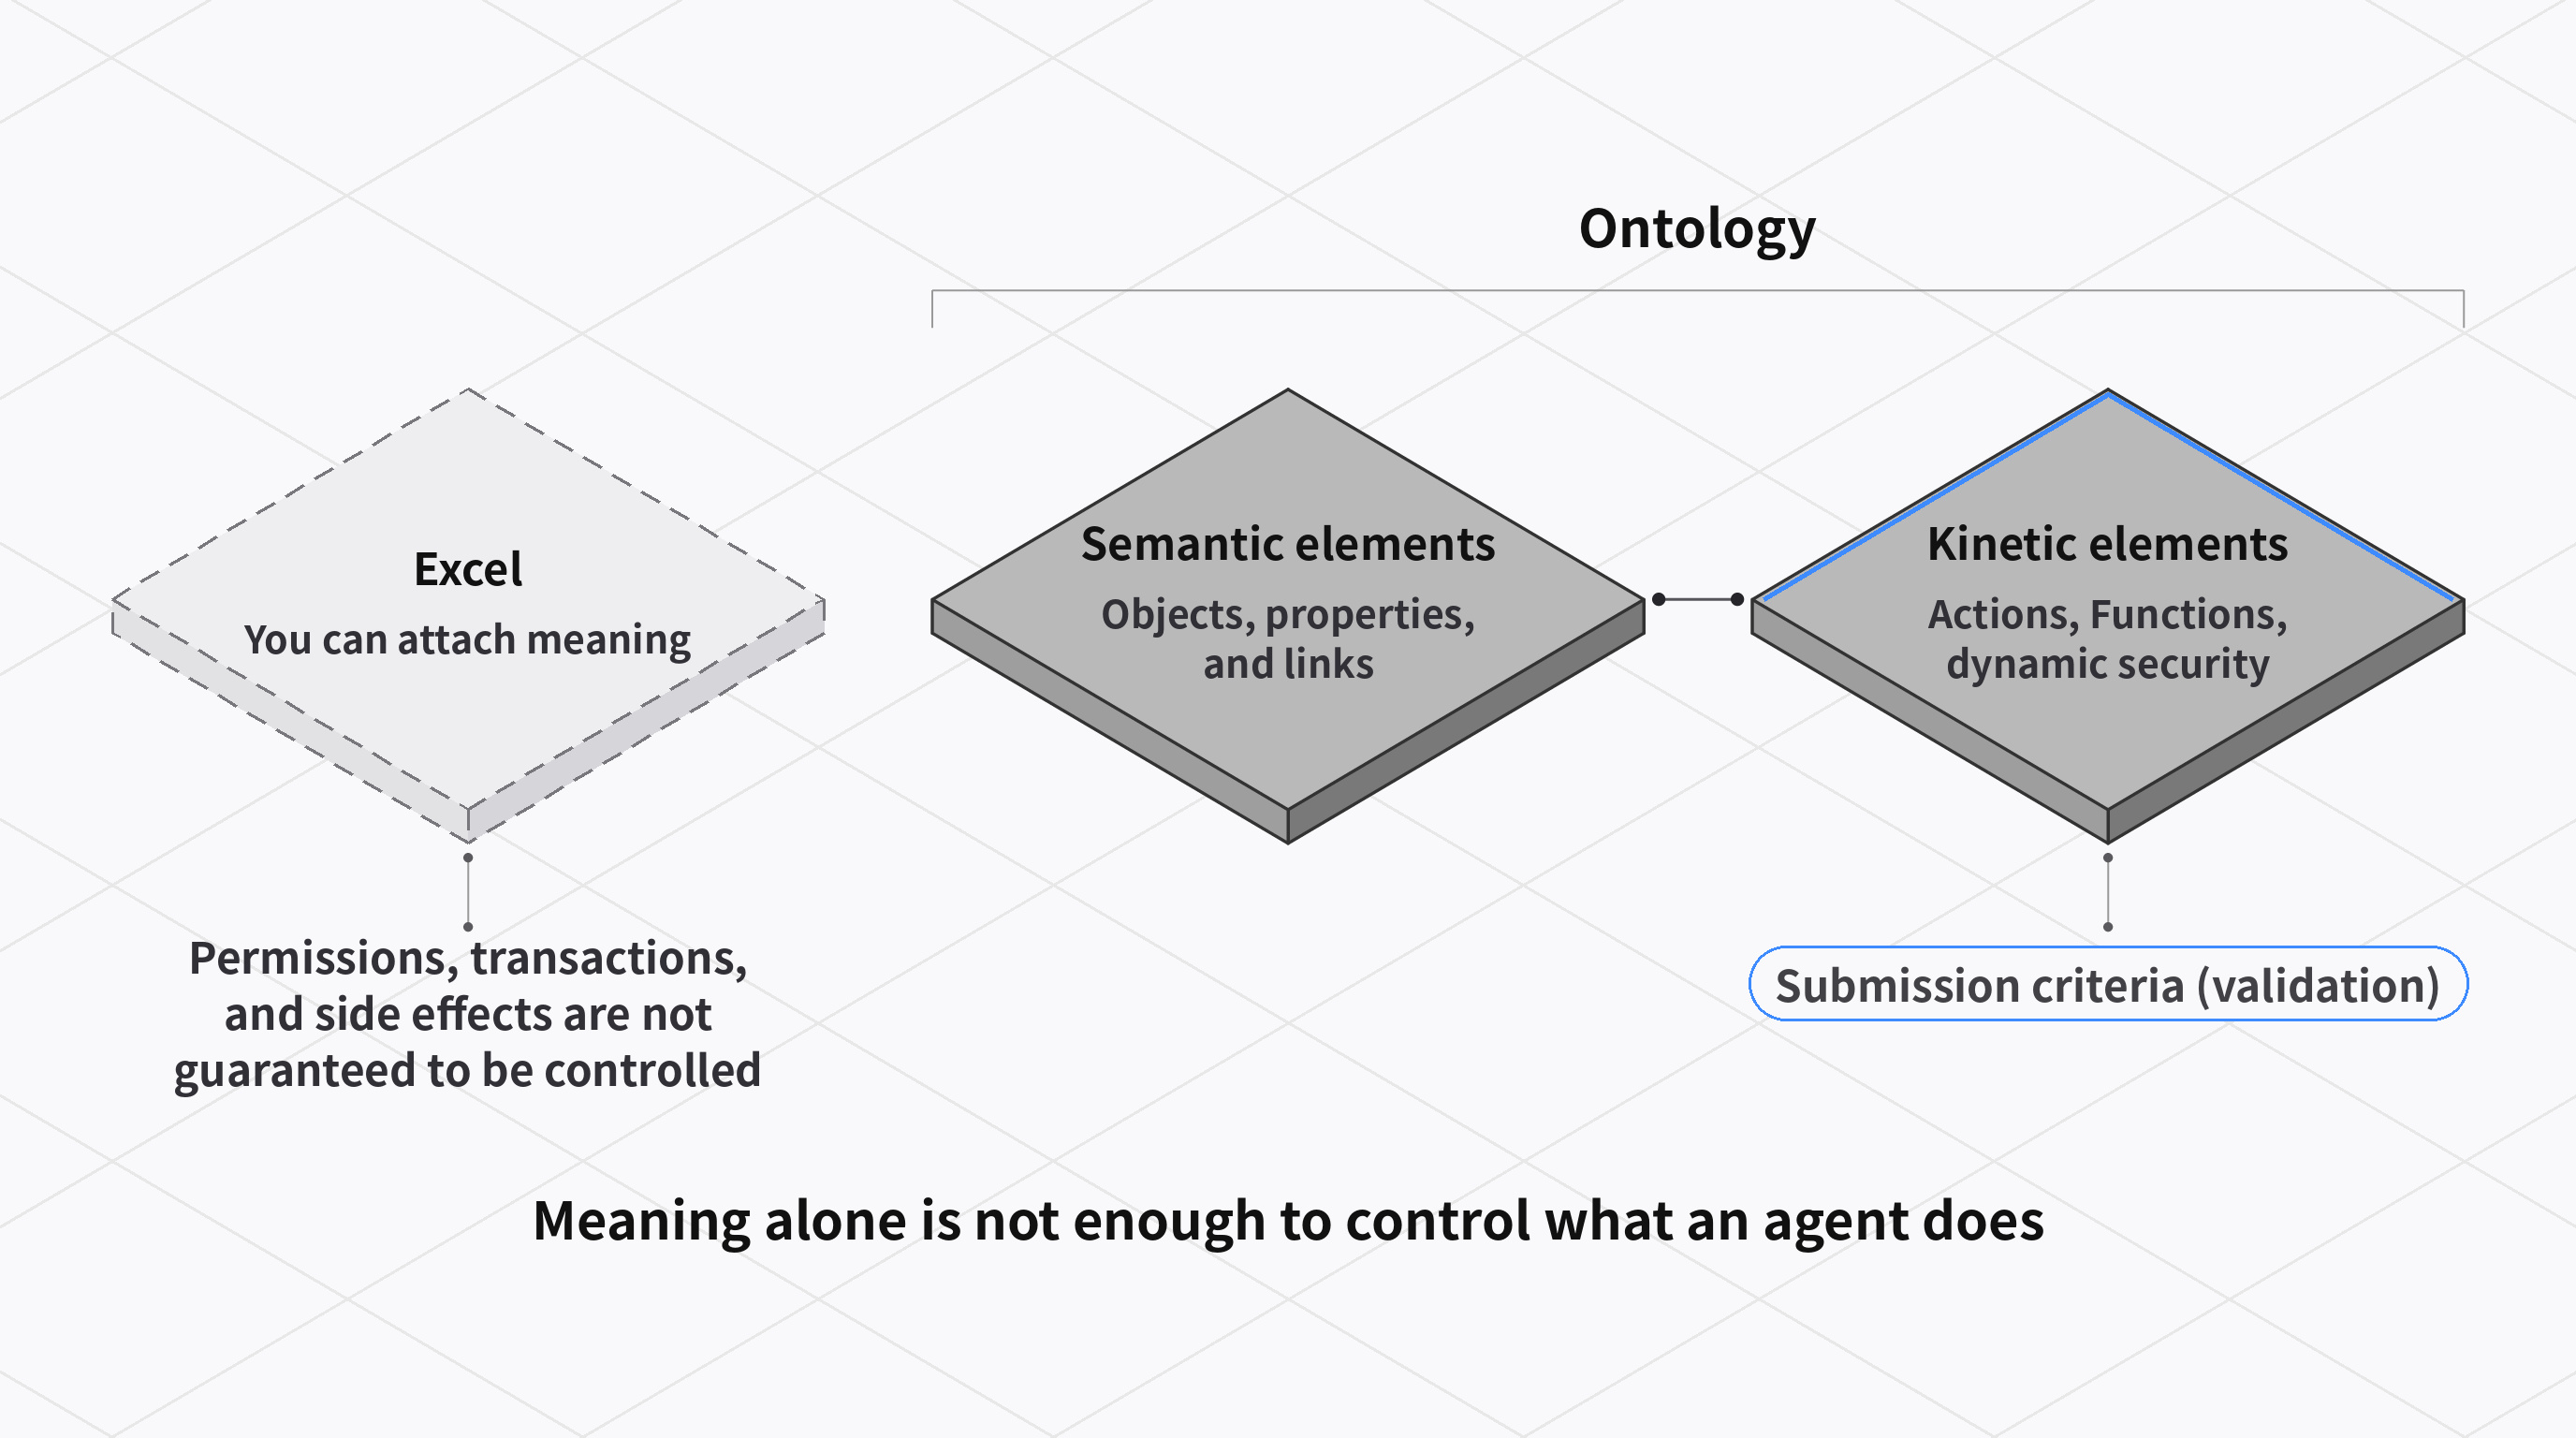 Ontology
Excel
You can attach meaning
Semantic elements
Objects, properties,
and links
Kinetic elements
Actions, Functions,
dynamic security
Permissions, transactions,
and side effects are not
guaranteed to be controlled
Submission criteria (validation)
Meaning alone is not enough to control what an agent does